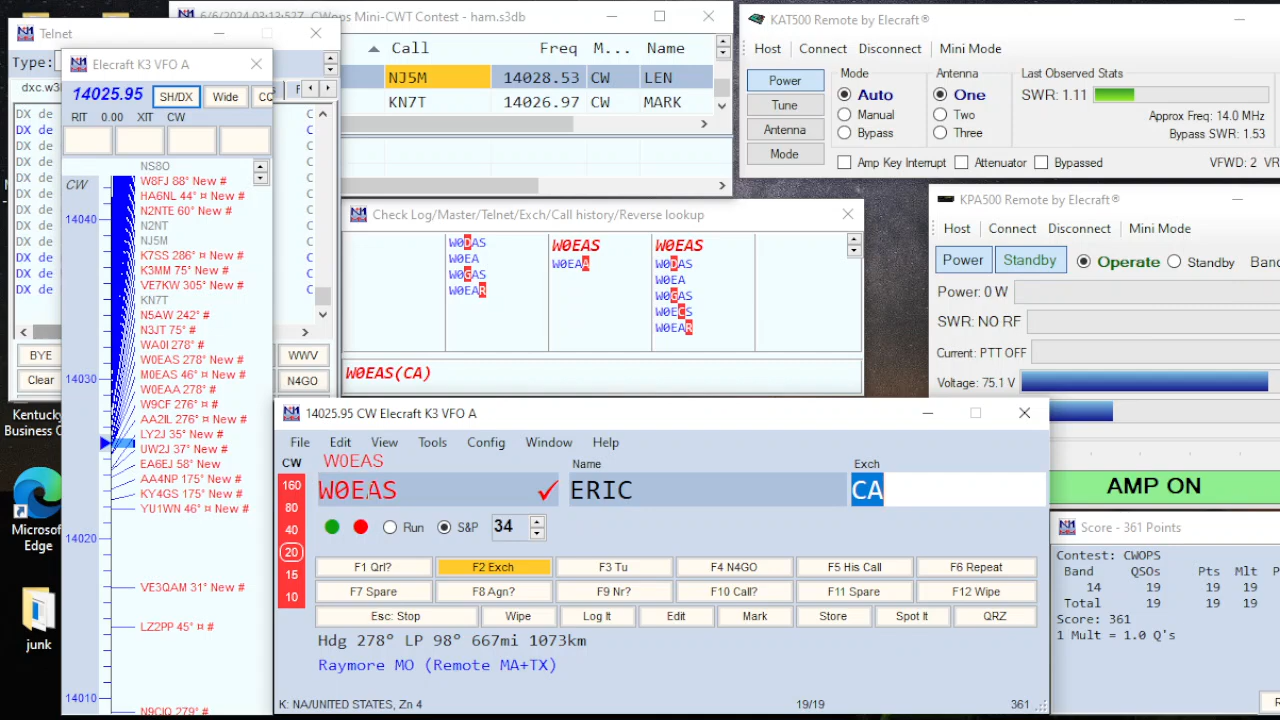 6/6/2024 03:13:52Z CWops Mini-CWT Contest - ham.s3db
Call Freq M... Name
NJ5M 14028.53 CW LEN
KN7T 14026.97 CW MARK
Telnet
Type:
dxc.w3
DX de
DX de
DX de
DX de
DX de
DX de
DX de
DX de
DX de
DX de
DX de
DX de
BYE
WWV
Clear
N4GO
Elecraft K3 VFO A
14025.95 SH/DX Wide CQ
RIT 0.00 XIT CW
CW
14040
14030
14020
14010
NS8O
W8FJ 88° New #
HA6NL 44° ¤ New #
N2NTE 60° New #
N2NT
NJ5M
K7SS 286° ¤ New #
K3MM 75° New #
VE7KW 305° New #
KN7T
N5AW 242° #
N3JT 75° #
WA0I 278° #
W0EAS 278° New #
M0EAS 46° ¤ New #
W0EAA 278° #
W9CF 276° ¤ #
AA2IL 276° ¤ New #
LY2J 35° New #
UW2J 37° New #
EA6EJ 58° New
AA4NP 175° New #
KY4GS 175° New #
YU1WN 46° ¤ New #
VE3QAM 31° New #
LZ2PP 45° ¤ #
N9CIQ 279° #
Check Log/Master/Telnet/Exch/Call history/Reverse lookup
W0DAS
W0EA
W0GAS
W0EAR
W0EAS
W0EAA
W0EAS
W0DAS
W0EA
W0GAS
W0ECS
W0EAR
W0EAS(CA)
KAT500 Remote by Elecraft®
Host Connect Disconnect Mini Mode
Power
Tune
Antenna
Mode
Mode
Auto
Manual
Bypass
Antenna
One
Two
Three
Last Observed Stats
SWR: 1.11
Approx Freq: 14.0 MHz
Bypass SWR: 1.53
Amp Key Interrupt Attenuator Bypassed VFWD: 2
KPA500 Remote by Elecraft®
Host Connect Disconnect Mini Mode
Power Standby Operate Standby
Power: 0 W
SWR: NO RF
Current: PTT OFF
Voltage: 75.1 V
AMP ON
14025.95 CW Elecraft K3 VFO A
File Edit View Tools Config Window Help
CW
160
80
40
20
15
10
W0EAS
Name
Exch
W0EAS ERIC CA
Run S&P 34
F1 Qrl? F2 Exch F3 Tu F4 N4GO F5 His Call F6 Repeat
F7 Spare F8 Agn? F9 Nr? F10 Call? F11 Spare F12 Wipe
Esc: Stop Wipe Log It Edit Mark Store Spot It QRZ
Hdg 278° LP 98° 667mi 1073km
Raymore MO (Remote MA+TX)
K: NA/UNITED STATES, Zn 4 19/19 361
Score - 361 Points
Contest: CWOPS
Band QSOs Pts Mlt
14 19 19 19
Total 19 19 19
Score: 361
1 Mult = 1.0 Q's
Kentucky
Business C
Microsoft
Edge
junk